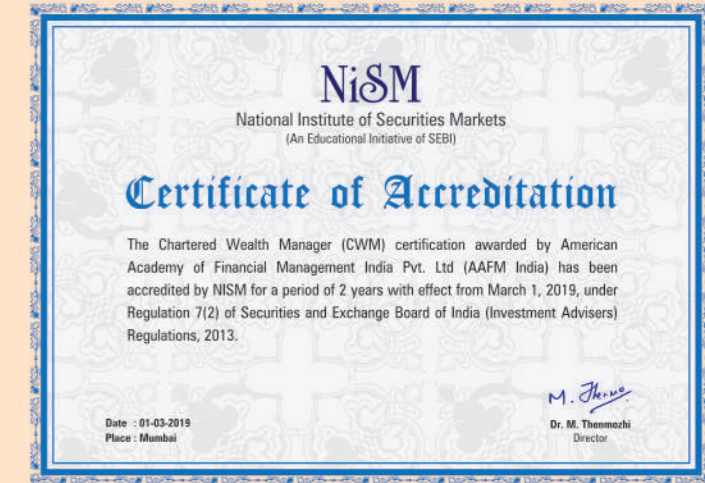 NiSM
National Institute of Securities Markets
(An Educational Initiative of SEBI)
Certificate of Accreditation
The Chartered Wealth Manager (CWM) certification awarded by American
Academy of Financial Management India Pvt. Ltd (AAFM India) has been
accredited by NISM for a period of 2 years with effect from March 1, 2019, under
Regulation 7(2) of Securities and Exchange Board of India (Investment Advisers)
Regulations, 2013.
M. Thenmo
Date : 01-03-2019
Place : Mumbai
Dr. M. Thenmozhi
Director